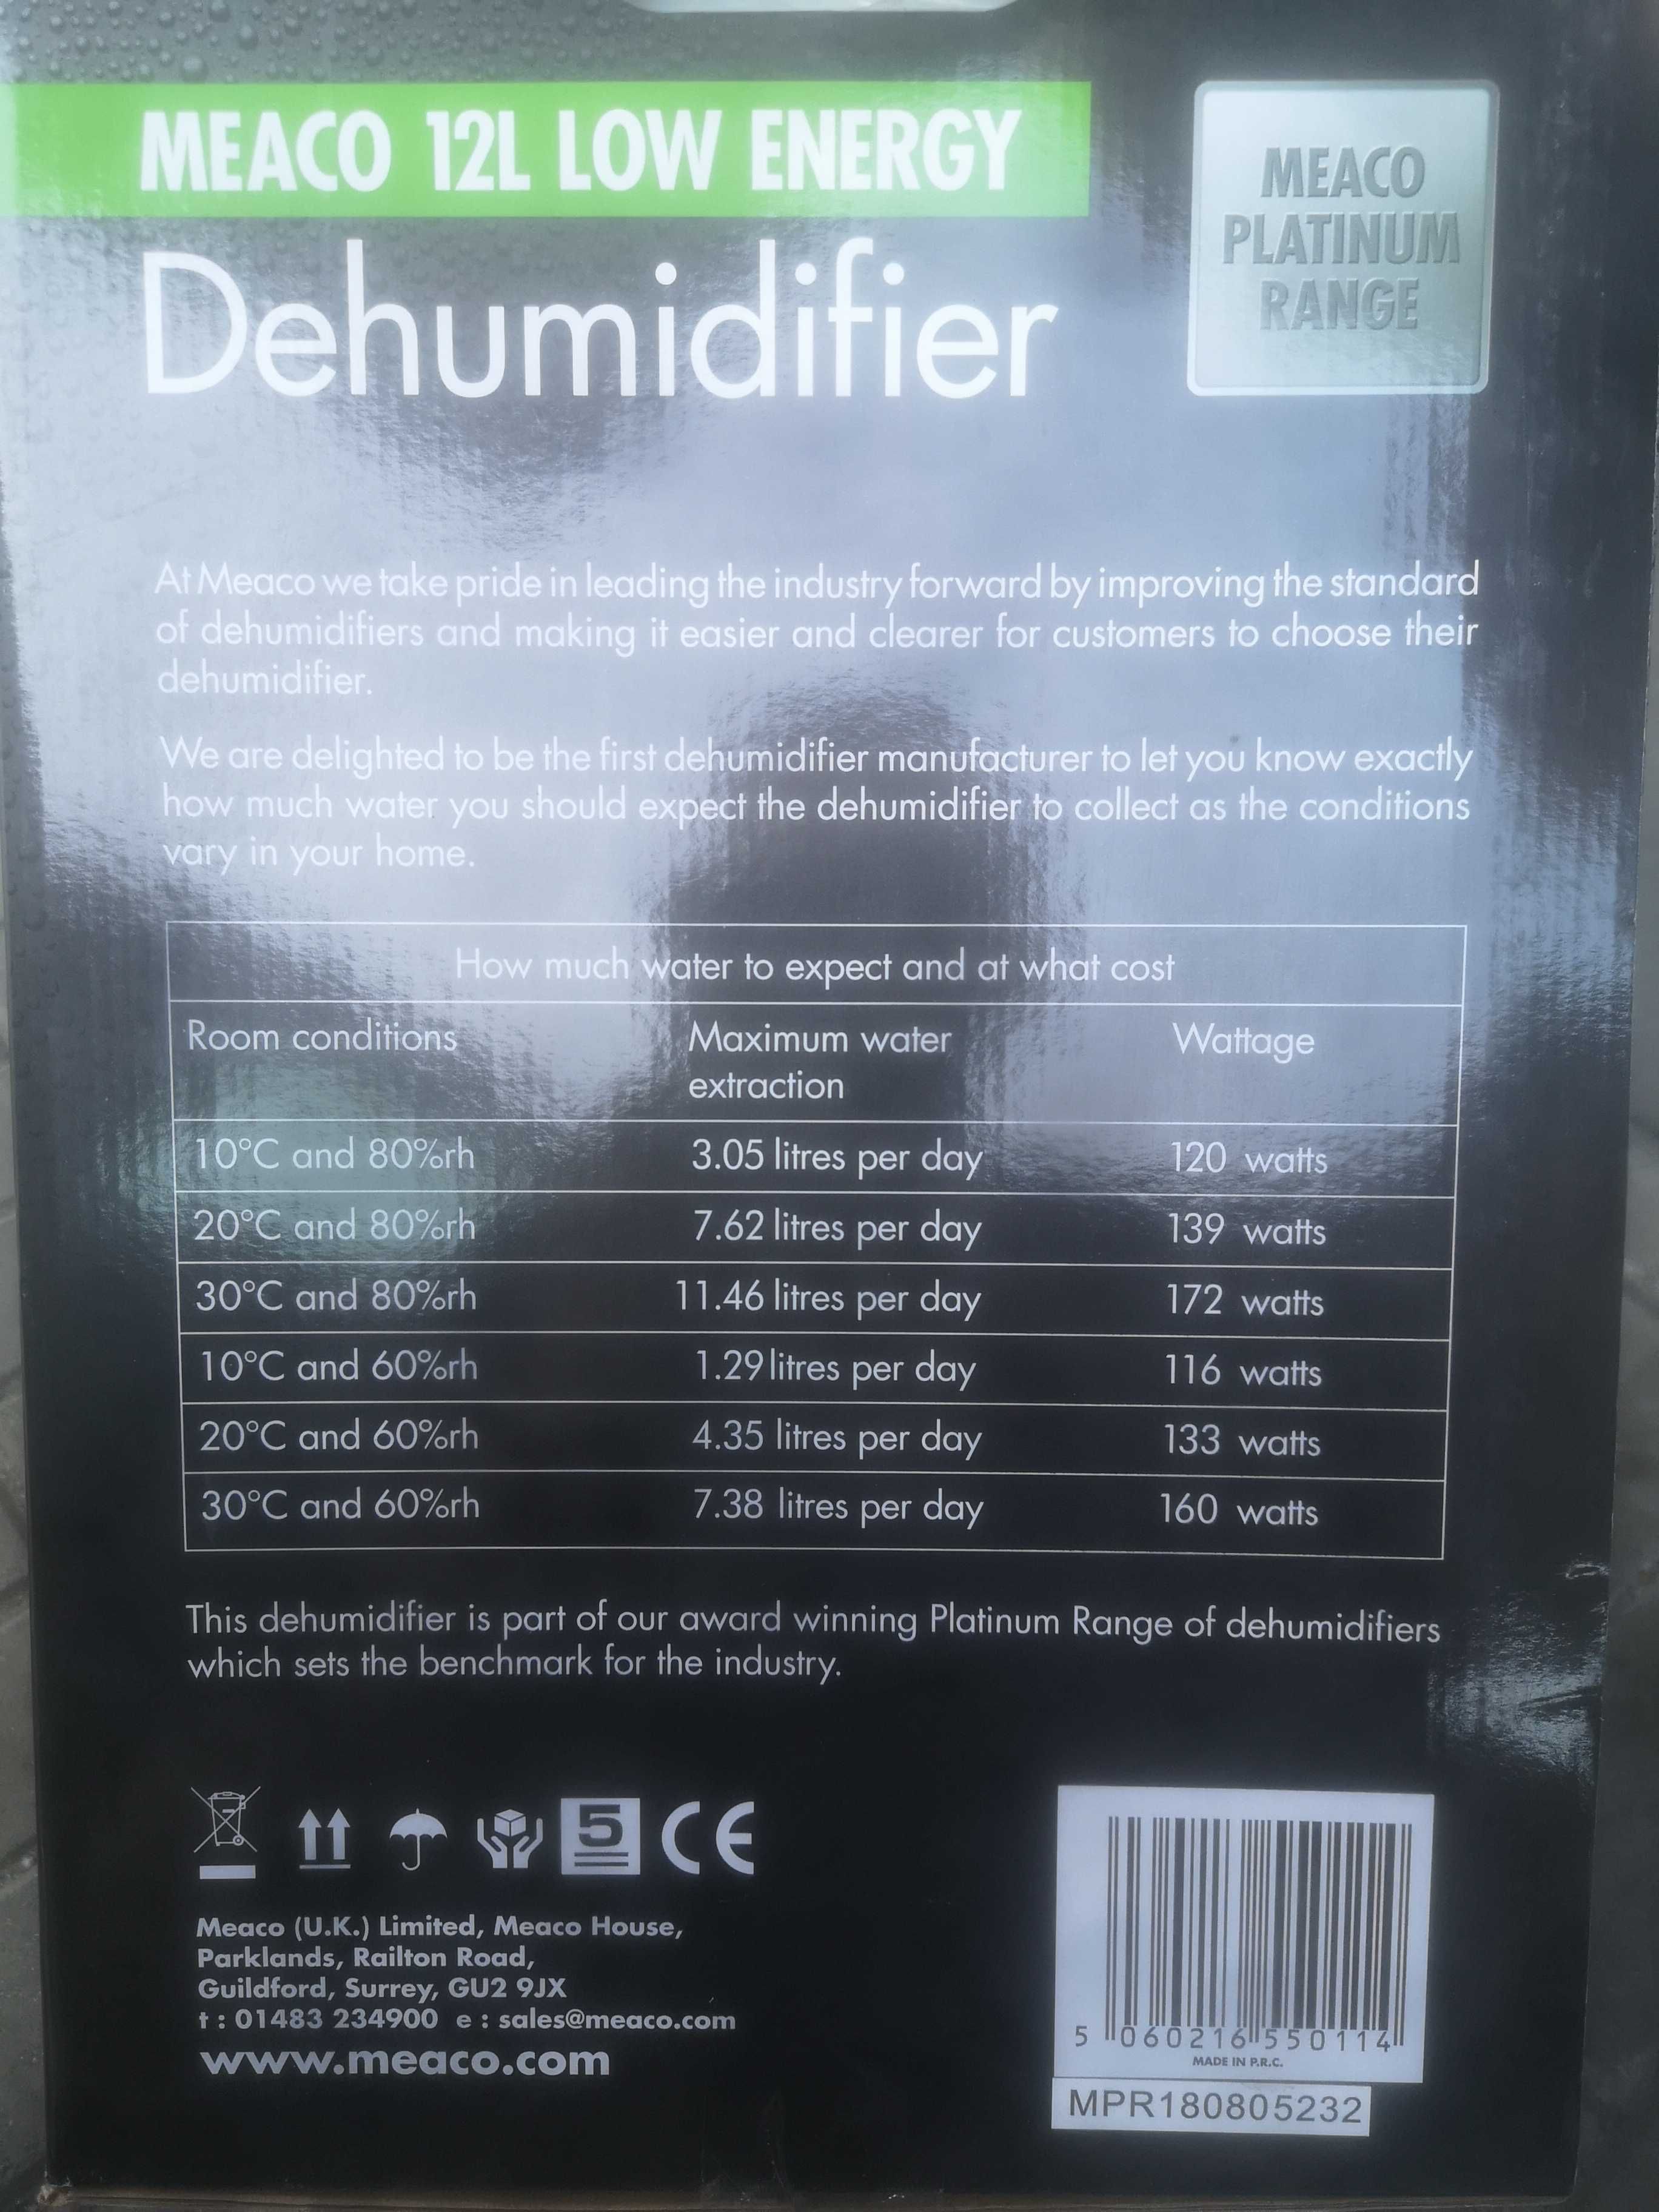 MEACO 12L LOW ENERGY
Dehumidifier
MEACO
PLATINUM
RANGE
At Meaco we take pride in leading the industry forward by improving the standard
of dehumidifiers and making it easier and clearer for customers to choose their
dehumidifier.
We are delighted to be the first dehumidifier manufacturer to let you know exactly
how much water you should expect the dehumidifier to collect as the conditions
vary in your home.
How much water to expect and at what cost
Room conditions Maximum water extraction Wattage
10°C and 80%rh 3.05 litres per day 120 watts
20°C and 80%rh 7.62 litres per day 139 watts
30°C and 80%rh 11.46 litres per day 172 watts
10°C and 60%rh 1.29 litres per day 116 watts
20°C and 60%rh 4.35 litres per day 133 watts
30°C and 60%rh 7.38 litres per day 160 watts
This dehumidifier is part of our award winning Platinum Range of dehumidifiers
which sets the benchmark for the industry.
5
CE
Meaco (U.K.) Limited, Meaco House,
Parklands, Railton Road,
Guildford, Surrey, GU2 9JX
t : 01483 234900 e : sales@meaco.com
www.meaco.com
5 060216 550114
MADE IN P.R.C.
MPR180805232